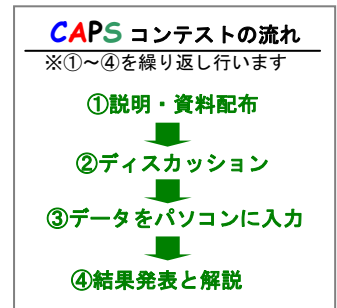 CAPS コンテストの流れ
※①～④を繰り返し行います
①説明・資料配布
②ディスカッション
③データをパソコンに入力
④結果発表と解説